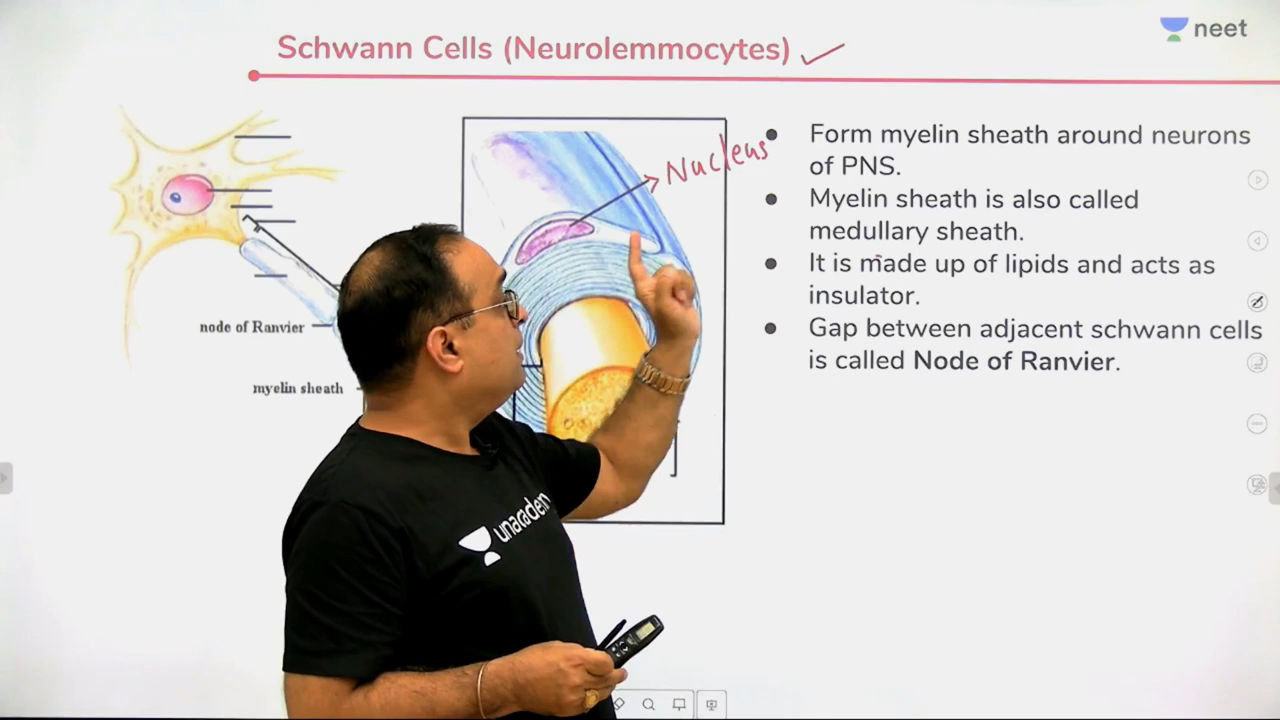 Schwann Cells (Neurolemmocytes)
neet
Nucleus
node of Ranvier
myelin sheath
Form myelin sheath around neurons
of PNS.
Myelin sheath is also called
medullary sheath.
It is made up of lipids and acts as
insulator.
Gap between adjacent schwann cells
is called Node of Ranvier.
unacadem